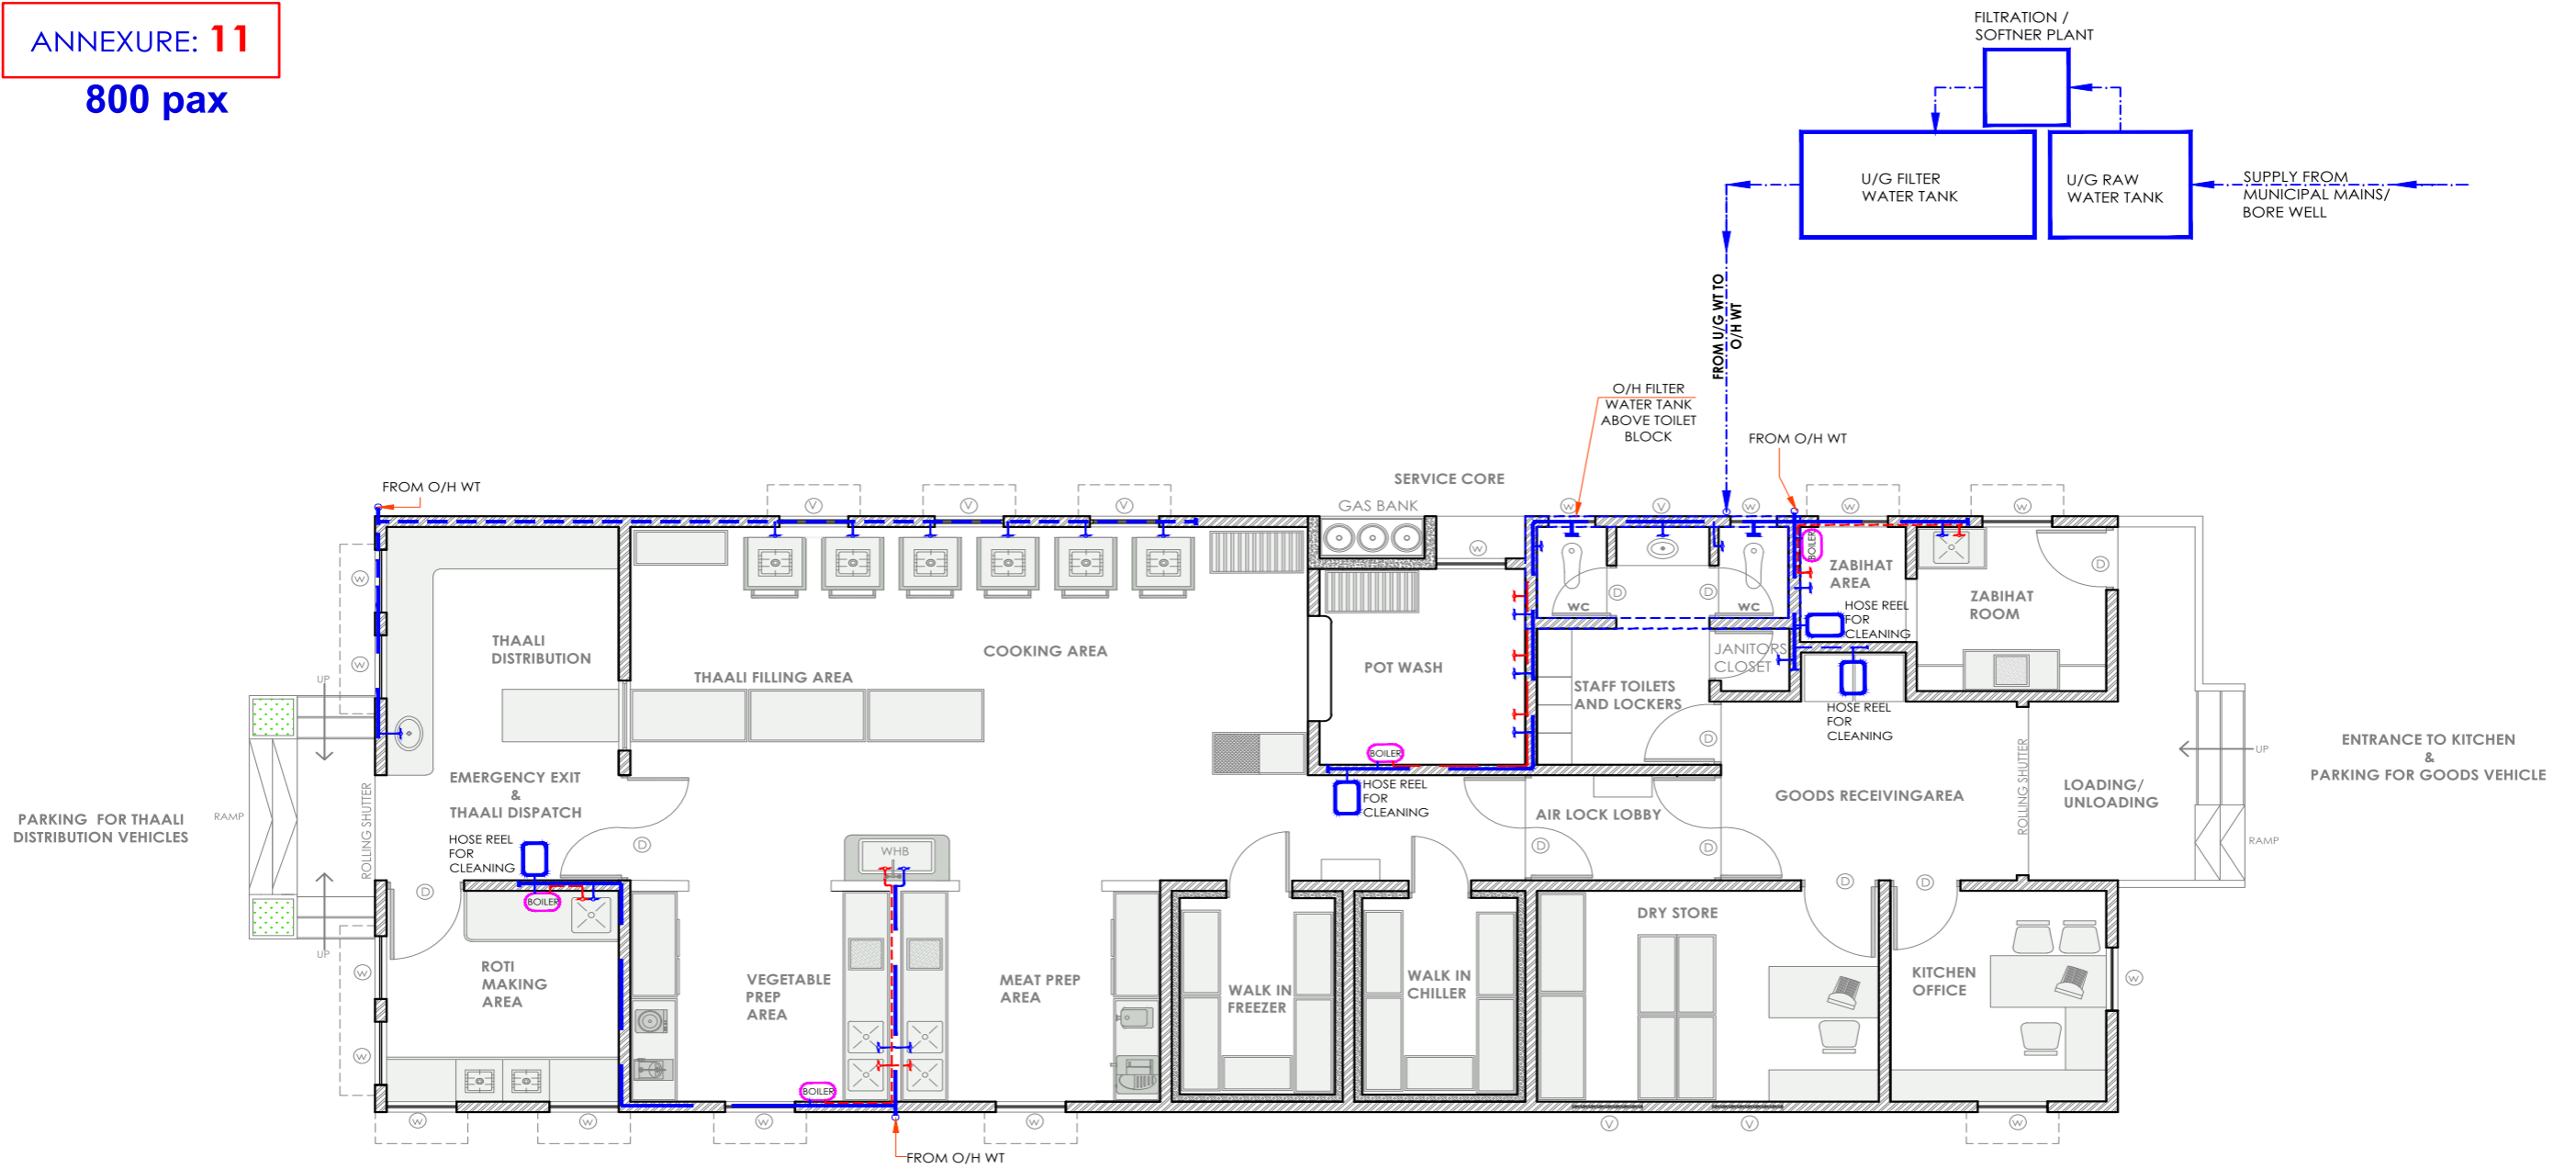 ANNEXURE: 11
800 pax
FILTRATION /
SOFTNER PLANT
U/G FILTER
WATER TANK
U/G RAW
WATER TANK
SUPPLY FROM
MUNICIPAL MAINS/
BORE WELL
FROM U/G WT TO
O/H WT
O/H FILTER
WATER TANK
ABOVE TOILET
BLOCK
FROM O/H WT
SERVICE CORE
GAS BANK
FROM O/H WT
V
V
V
W
W
V
W
W
W
BOILER
ZABIHAT
AREA
D
W
W
WC
D
D
WC
HOSE REEL
FOR
CLEANING
ZABIHAT
ROOM
THAALI
DISTRIBUTION
COOKING AREA
THAALI FILLING AREA
POT WASH
JANITORS
CLOSET
STAFF TOILETS
AND LOCKERS
UP
D
HOSE REEL
FOR
CLEANING
BOILER
UP
ENTRANCE TO KITCHEN
&
PARKING FOR GOODS VEHICLE
EMERGENCY EXIT
&
THAALI DISPATCH
ROLLING SHUTTER
HOSE REEL
FOR
CLEANING
AIR LOCK LOBBY
GOODS RECEIVINGAREA
ROLLING SHUTTER
LOADING/
UNLOADING
PARKING  FOR THAALI
DISTRIBUTION VEHICLES
RAMP
RAMP
HOSE REEL
FOR
CLEANING
D
WHB
D
D
D
D
D
UP
BOILER
DRY STORE
W
W
ROTI
MAKING
AREA
VEGETABLE
PREP
AREA
MEAT PREP
AREA
WALK IN
FREEZER
WALK IN
CHILLER
KITCHEN
OFFICE
W
BOILER
W
W
W
W
V
V
W
FROM O/H WT